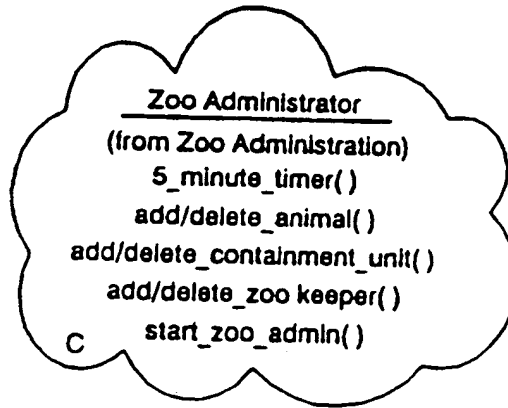 Zoo Administrator
(from Zoo Administration)
5_minute_timer( )
add/delete_animal( )
add/delete_containment_unit( )
add/delete_zoo keeper( )
start_zoo_admin( )
C